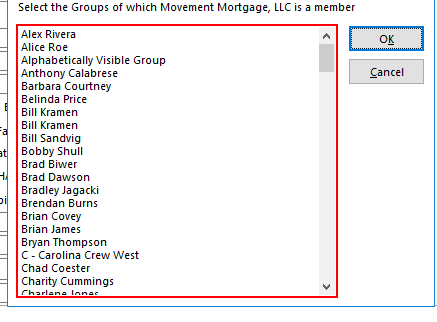 Select the Groups of which Movement Mortgage, LLC is a member
Alex Rivera
Alice Roe
Alphabetically Visible Group
Anthony Calabrese
Barbara Courtney
Belinda Price
Bill Kramen
Bill Kramen
Bill Sandvig
Bobby Shull
Brad Biwer
Brad Dawson
Bradley Jagacki
Brendan Burns
Brian Covey
Brian James
Bryan Thompson
C - Carolina Crew West
Chad Coester
Charity Cummings
Charlene Jones
OK
Cancel